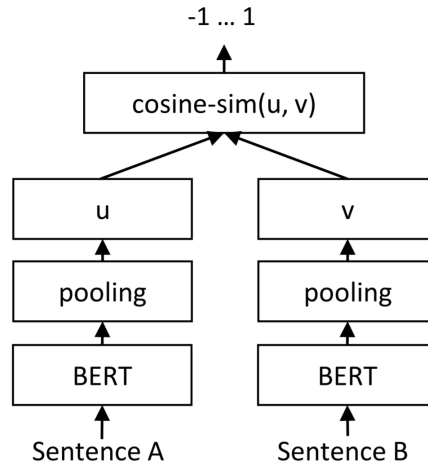 -1 … 1
cosine-sim(u, v)
u
v
pooling
pooling
BERT
BERT
Sentence A
Sentence B